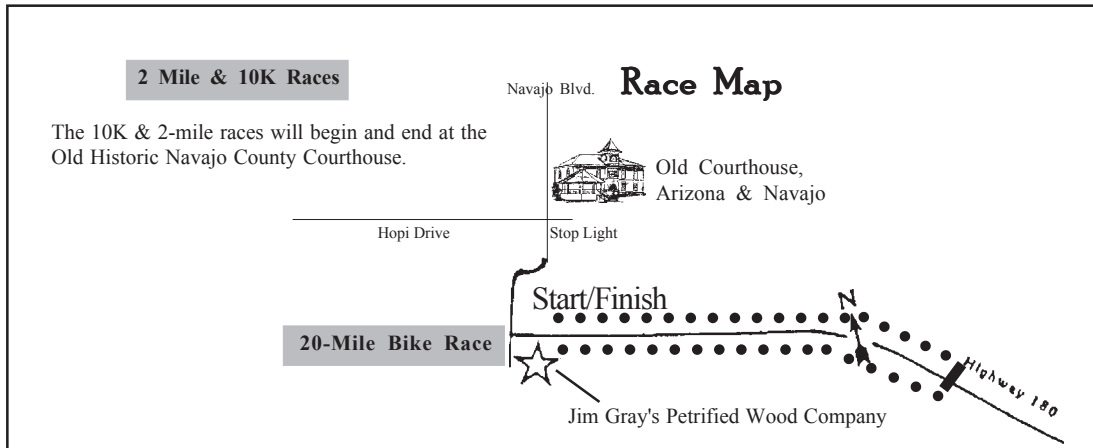 2 Mile & 10K Races
Race Map
Navajo Blvd.
The 10K & 2-mile races will begin and end at the
Old Historic Navajo County Courthouse.
Old Courthouse,
Arizona & Navajo
Hopi Drive
Stop Light
Start/Finish
N
20-Mile Bike Race
Highway 180
Jim Gray's Petrified Wood Company